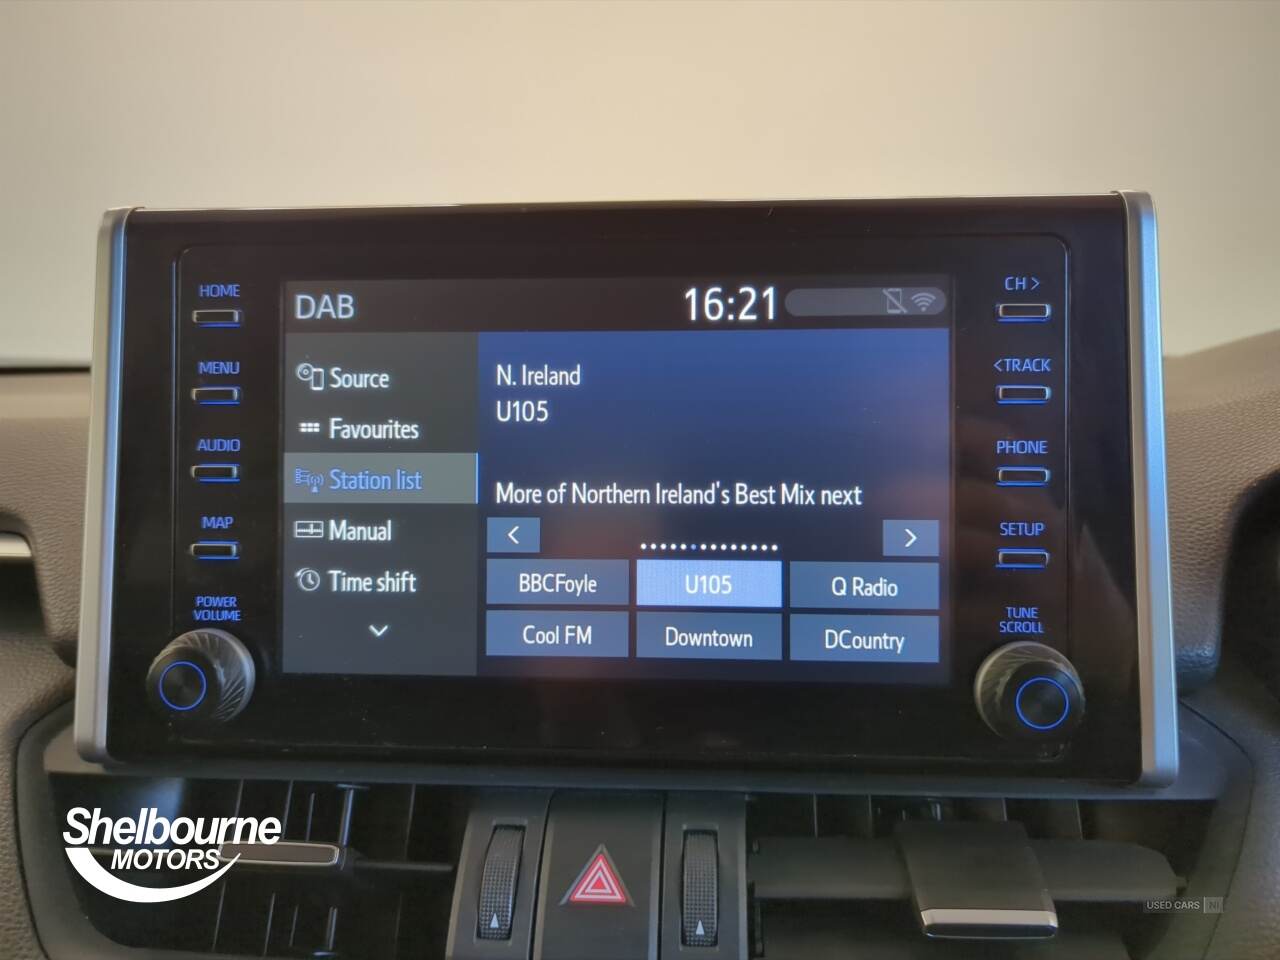 HOME
MENU
AUDIO
MAP
POWER
VOLUME
DAB
16:21
Source
Favourites
Station list
Manual
Time shift
N. Ireland
U105
More of Northern Ireland's Best Mix next
<
>
BBCFoyle
U105
Q Radio
Cool FM
Downtown
DCountry
CH >
<TRACK
PHONE
SETUP
TUNE
SCROLL
Shelbourne
MOTORS
USED CARS NI